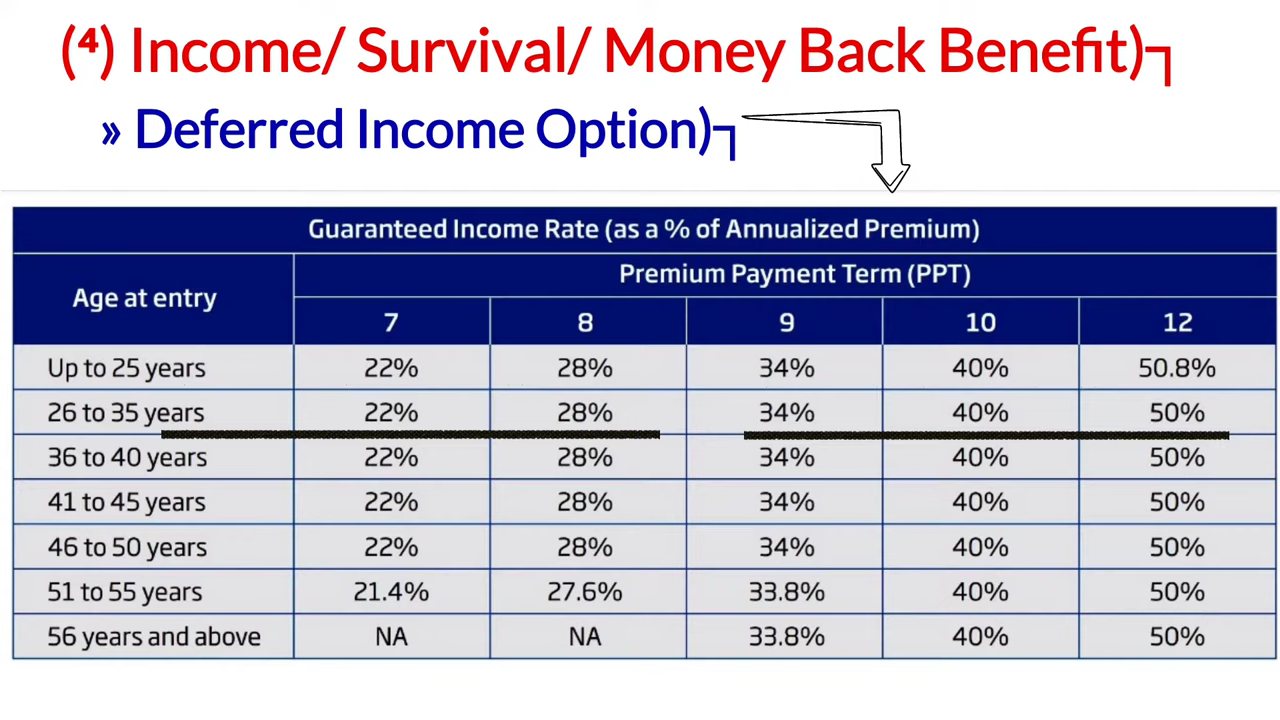 (⁴) Income/ Survival/ Money Back Benefit)┐
» Deferred Income Option)┐
Guaranteed Income Rate (as a % of Annualized Premium)
Age at entry Premium Payment Term (PPT)
7 8 9 10 12
Up to 25 years 22% 28% 34% 40% 50.8%
26 to 35 years 22% 28% 34% 40% 50%
36 to 40 years 22% 28% 34% 40% 50%
41 to 45 years 22% 28% 34% 40% 50%
46 to 50 years 22% 28% 34% 40% 50%
51 to 55 years 21.4% 27.6% 33.8% 40% 50%
56 years and above NA NA 33.8% 40% 50%